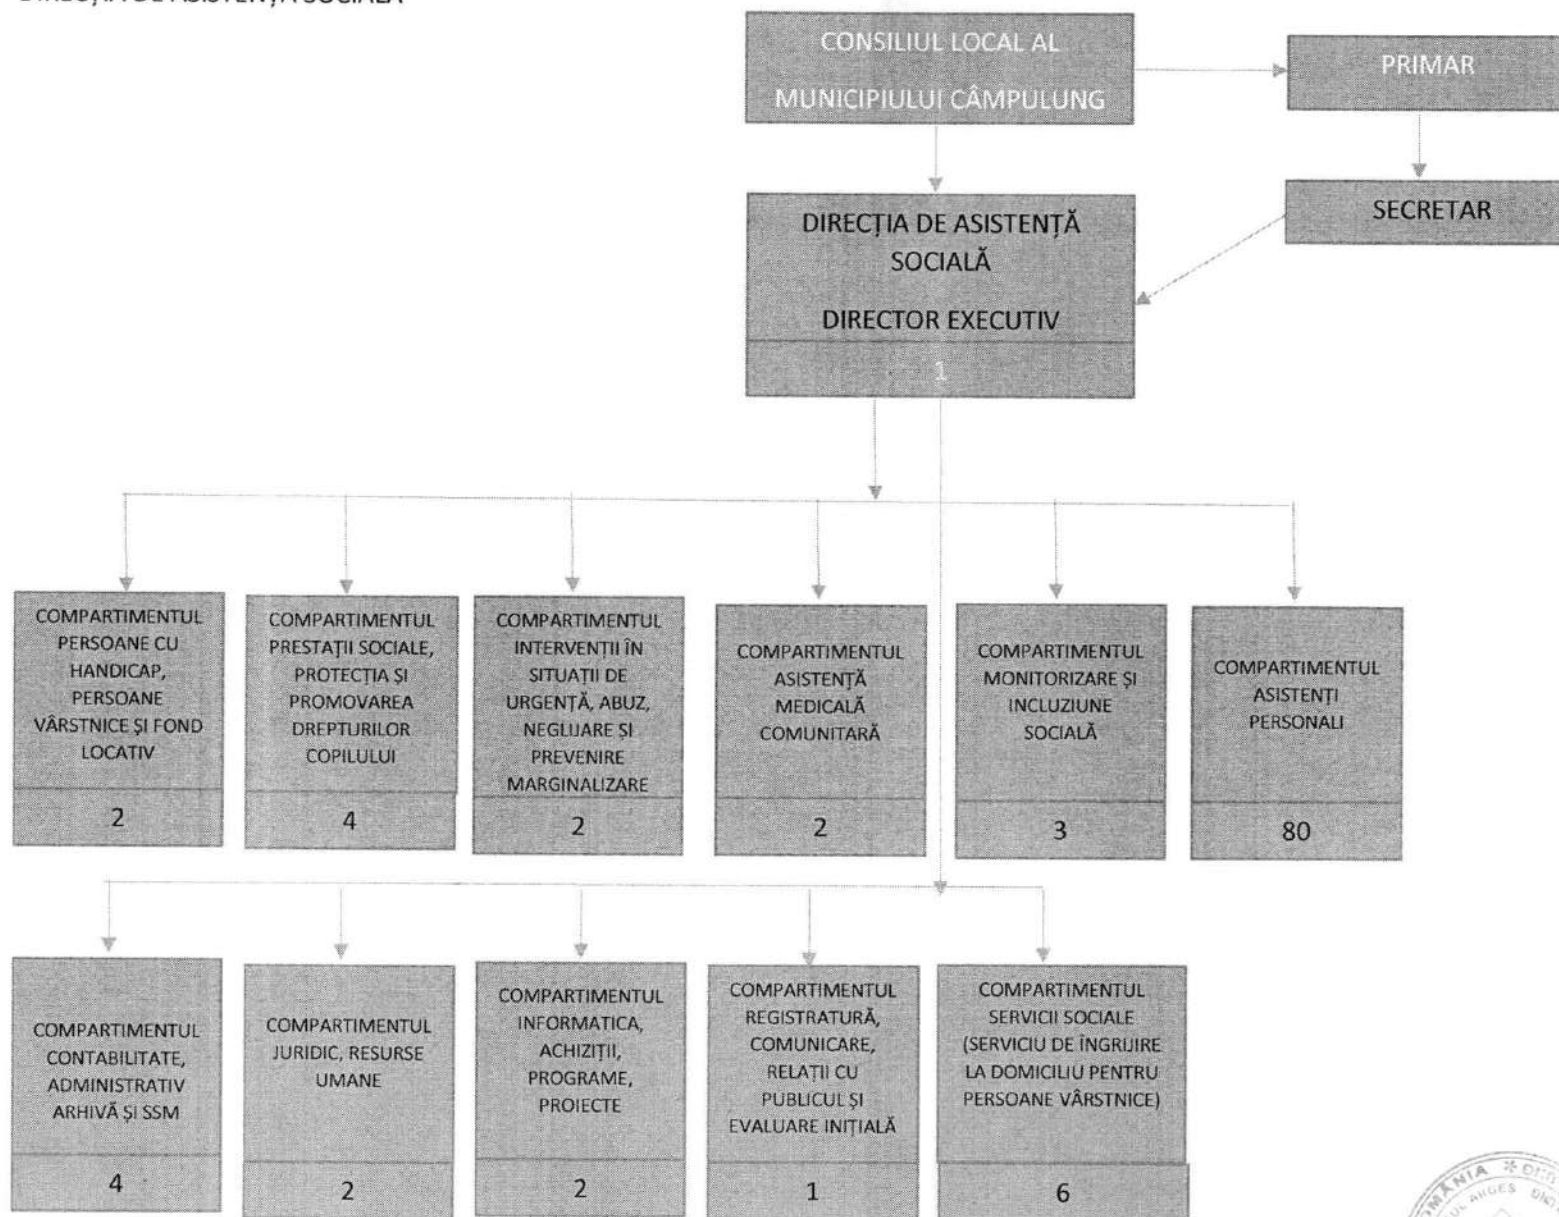 DIRECȚIA DE ASISTENȚĂ SOCIALĂ
CONSILIUL LOCAL AL
MUNICIPIULUI CÂMPULUNG
PRIMAR
SECRETAR
DIRECȚIA DE ASISTENȚĂ
SOCIALĂ
DIRECTOR EXECUTIV
1
COMPARTIMENTUL
PERSOANE CU
HANDICAP,
PERSOANE
VÂRSTNICE ȘI FOND
LOCATIV
2
COMPARTIMENTUL
PRESTAȚII SOCIALE,
PROTECȚIA ȘI
PROMOVAREA
DREPTURILOR
COPILULUI
4
COMPARTIMENTUL
INTERVENȚII ÎN
SITUAȚII DE
URGENȚĂ, ABUZ,
NEGLIJARE ȘI
PREVENIRE
MARGINALIZARE
2
COMPARTIMENTUL
ASISTENȚĂ
MEDICALĂ
COMUNITARĂ
2
COMPARTIMENTUL
MONITORIZARE ȘI
INCLUZIUNE
SOCIALĂ
3
COMPARTIMENTUL
ASISTENȚI
PERSONALI
80
COMPARTIMENTUL
CONTABILITATE,
ADMINISTRATIV
ARHIVĂ ȘI SSM
4
COMPARTIMENTUL
JURIDIC, RESURSE
UMANE
2
COMPARTIMENTUL
INFORMATICA,
ACHIZIȚII,
PROGRAME,
PROIECTE
2
COMPARTIMENTUL
REGISTRATURĂ,
COMUNICARE,
RELAȚII CU
PUBLICUL ȘI
EVALUARE INIȚIALĂ
1
COMPARTIMENTUL
SERVICII SOCIALE
(SERVICIU DE ÎNGRIJIRE
LA DOMICILIU PENTRU
PERSOANE VÂRSTNICE)
6